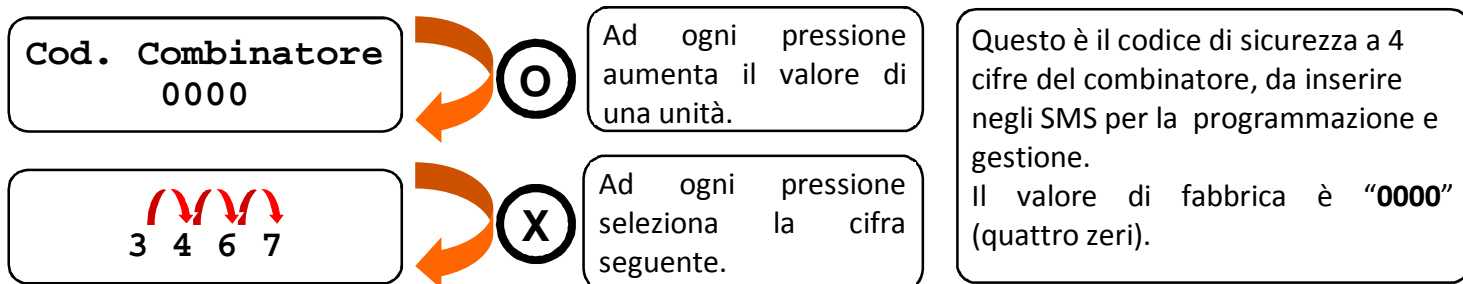 Cod. Combinatore
0000
O
Ad ogni pressione
aumenta il valore di
una unità.
3 4 6 7
X
Ad ogni pressione
seleziona la cifra
seguente.
Questo è il codice di sicurezza a 4
cifre del combinatore, da inserire
negli SMS per la programmazione e
gestione.
Il valore di fabbrica è “0000”
(quattro zeri).